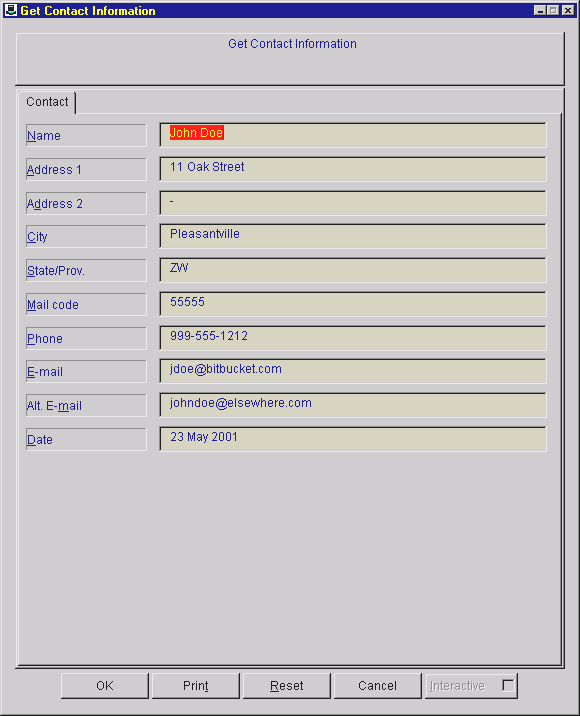 Get Contact Information
Get Contact Information
Contact
Name John Doe
Address 1 11 Oak Street
Address 2 -
City Pleasantville
State/Prov. ZW
Mail code 55555
Phone 999-555-1212
E-mail jdoe@bitbucket.com
Alt. E-mail johndoe@elsewhere.com
Date 23 May 2001
OK Print Reset Cancel Interactive